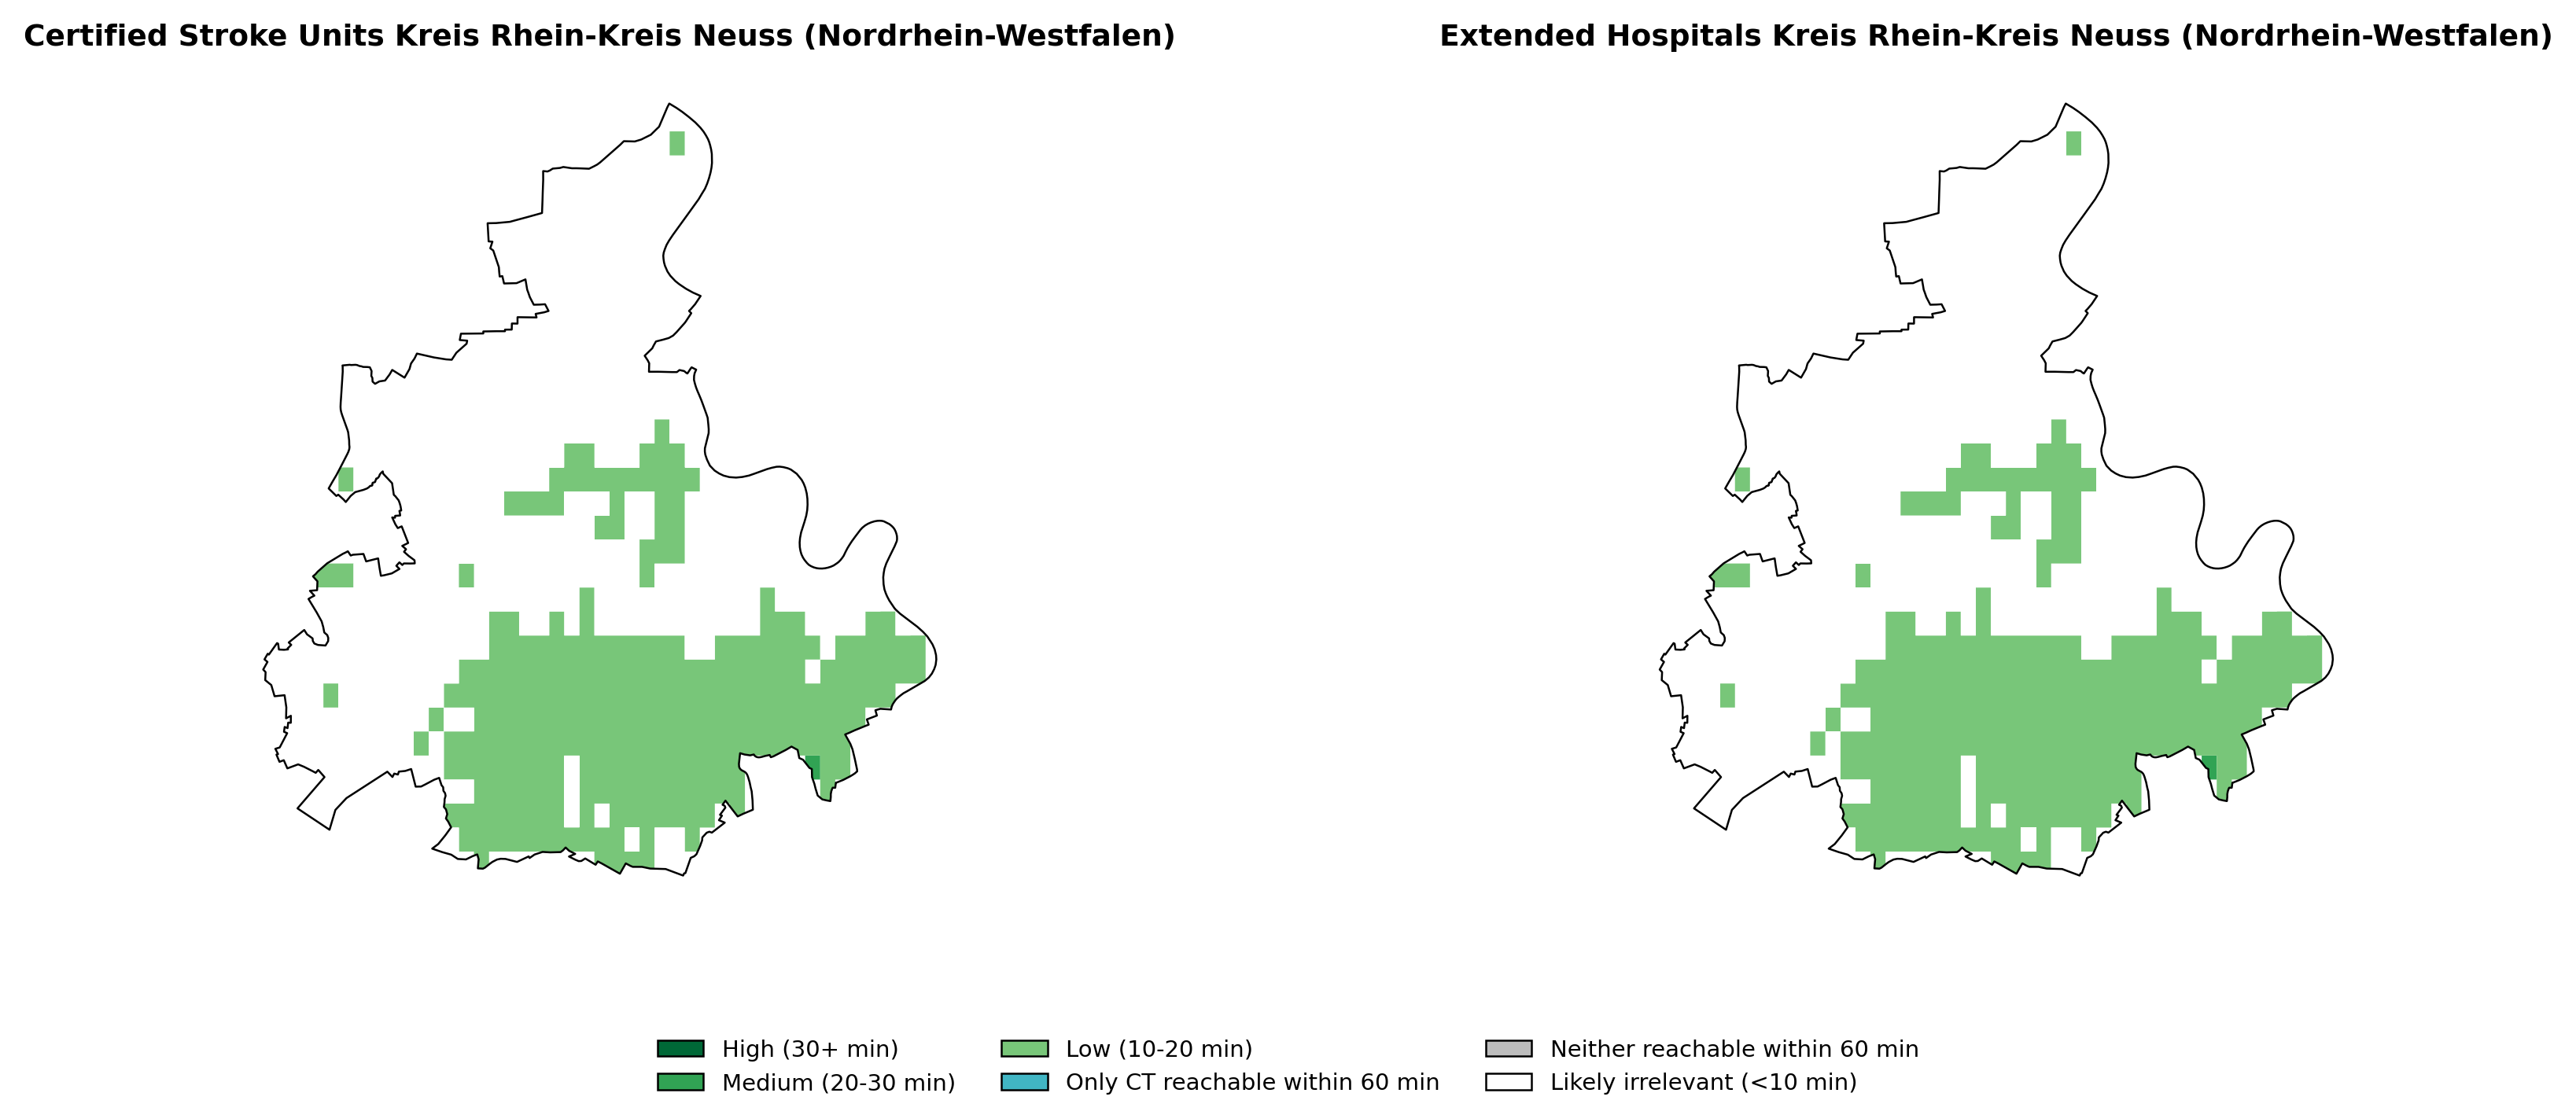 Certified Stroke Units Kreis Rhein-Kreis Neuss (Nordrhein-Westfalen)
Extended Hospitals Kreis Rhein-Kreis Neuss (Nordrhein-Westfalen)
High (30+ min)
Medium (20-30 min)
Low (10-20 min)
Only CT reachable within 60 min
Neither reachable within 60 min
Likely irrelevant (<10 min)